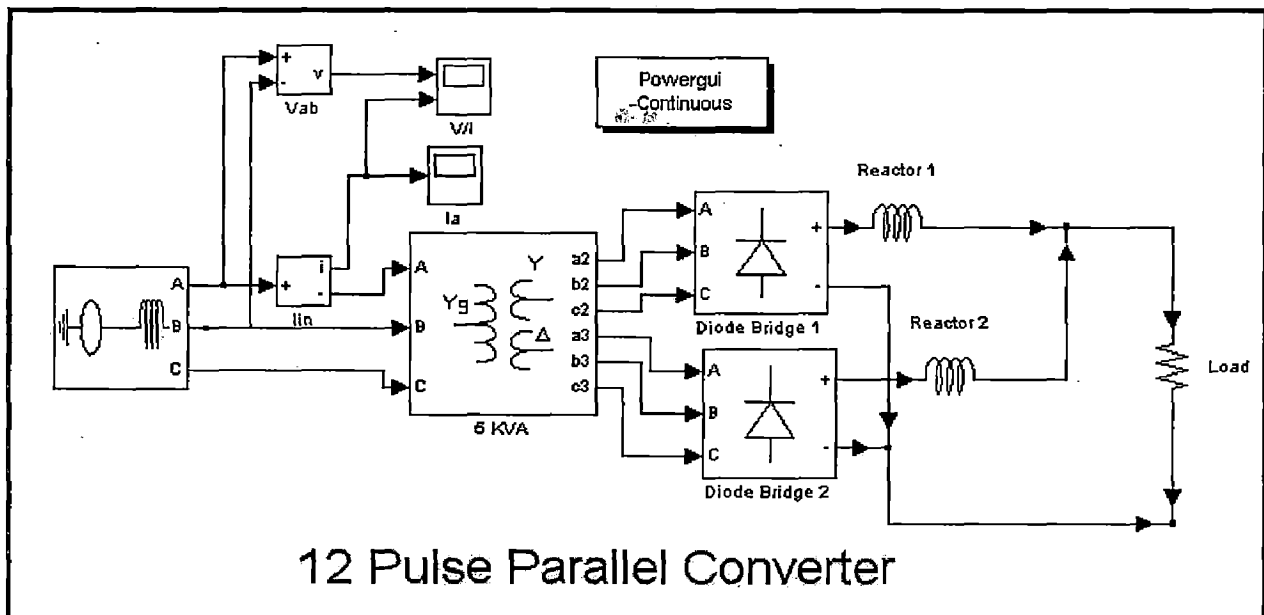 +
-
v
Vab
V/I
Powergui
-Continuous
Ia
Reactor 1
A
B
C
+
-
Diode Bridge 1
A
B
C
+
i
-
Iin
A
B
C
Yg
Y
Δ
a2
b2
c2
a3
b3
c3
6 KVA
Reactor 2
A
B
C
+
-
Diode Bridge 2
Load
12 Pulse Parallel Converter